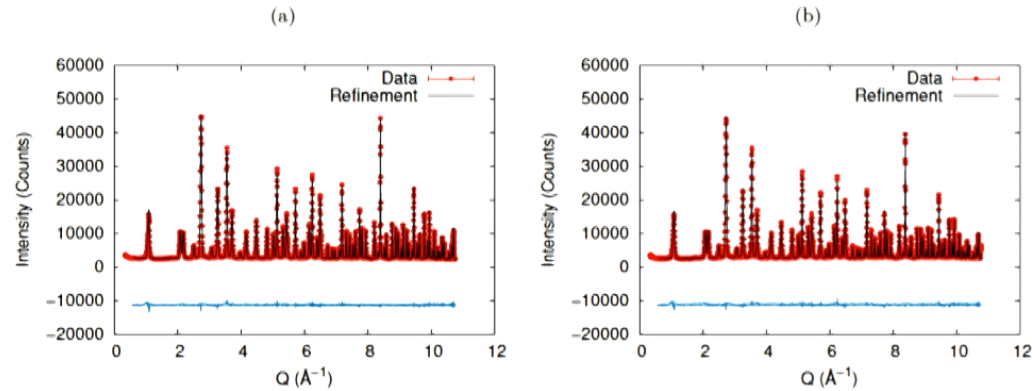 (a)
60000
50000
40000
30000
20000
10000
0
−10000
−20000
Intensity (Counts)
Data
Refinement
0 2 4 6 8 10 12
Q (Å⁻¹)
(b)
60000
50000
40000
30000
20000
10000
0
−10000
−20000
Intensity (Counts)
Data
Refinement
0 2 4 6 8 10 12
Q (Å⁻¹)